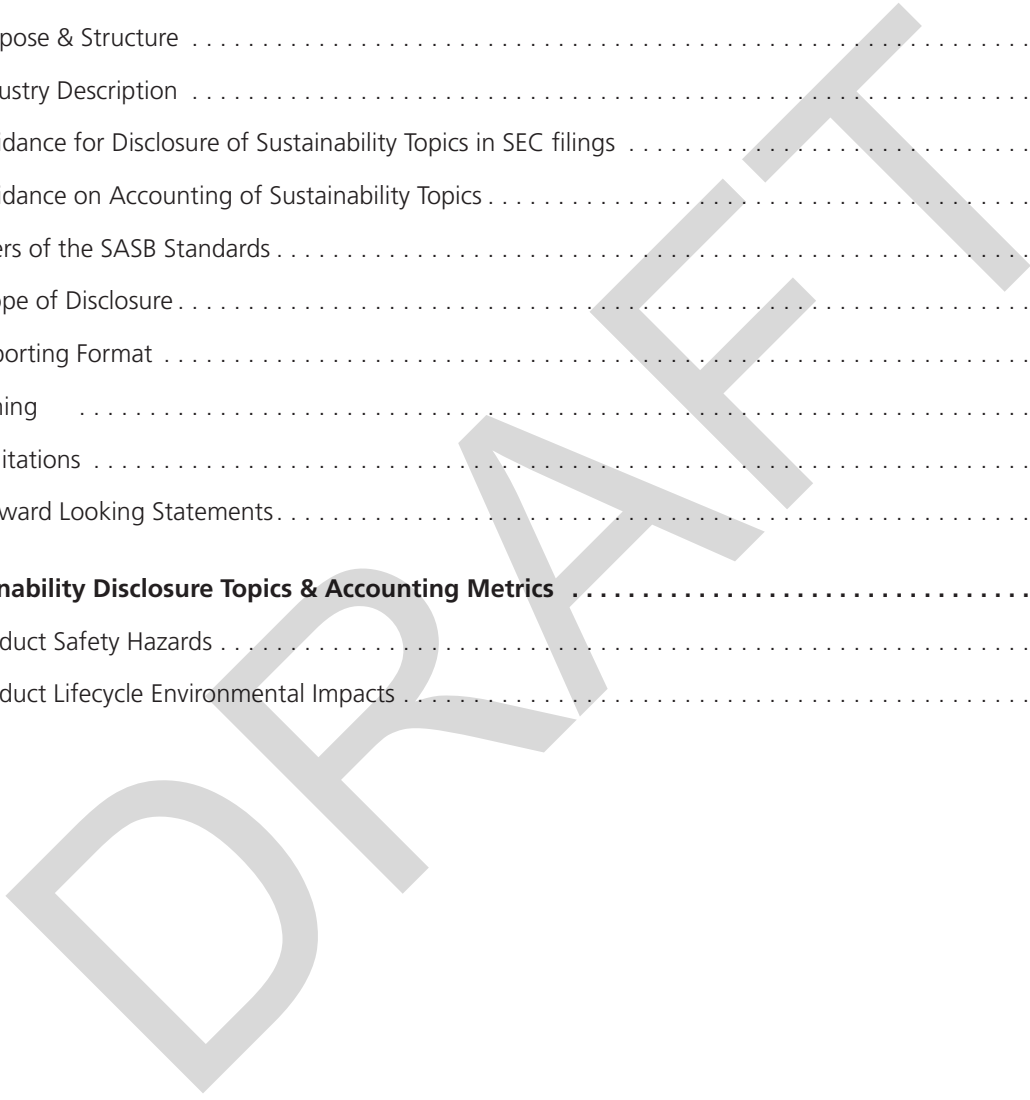 pose & Structure . . . . . . . . . . . . . . . . . . . . . . . . . . . . . . . . . . . . . . . . . . . . . . . . . . . . . . . . . . . .
ustry Description . . . . . . . . . . . . . . . . . . . . . . . . . . . . . . . . . . . . . . . . . . . . . . . . . . . . . . . . . . . .
idance for Disclosure of Sustainability Topics in SEC filings . . . . . . . . . . . . . . . . . . . . . . . . . . . . .
idance on Accounting of Sustainability Topics . . . . . . . . . . . . . . . . . . . . . . . . . . . . . . . . . . . . . . .
ers of the SASB Standards . . . . . . . . . . . . . . . . . . . . . . . . . . . . . . . . . . . . . . . . . . . . . . . . . . . . . .
ope of Disclosure . . . . . . . . . . . . . . . . . . . . . . . . . . . . . . . . . . . . . . . . . . . . . . . . . . . . . . . . . . . . .
porting Format . . . . . . . . . . . . . . . . . . . . . . . . . . . . . . . . . . . . . . . . . . . . . . . . . . . . . . . . . . . . . .
ing . . . . . . . . . . . . . . . . . . . . . . . . . . . . . . . . . . . . . . . . . . . . . . . . . . . . . . . . . . . . . . . . . . . . .
itations . . . . . . . . . . . . . . . . . . . . . . . . . . . . . . . . . . . . . . . . . . . . . . . . . . . . . . . . . . . . . . . . . . . .
ward Looking Statements . . . . . . . . . . . . . . . . . . . . . . . . . . . . . . . . . . . . . . . . . . . . . . . . . . . . . .
nability Disclosure Topics & Accounting Metrics . . . . . . . . . . . . . . . . . . . . . . . . . . . . . . .
duct Safety Hazards . . . . . . . . . . . . . . . . . . . . . . . . . . . . . . . . . . . . . . . . . . . . . . . . . . . . . . . . . .
duct Lifecycle Environmental Impacts . . . . . . . . . . . . . . . . . . . . . . . . . . . . . . . . . . . . . . . . . . . . .
DRAFT